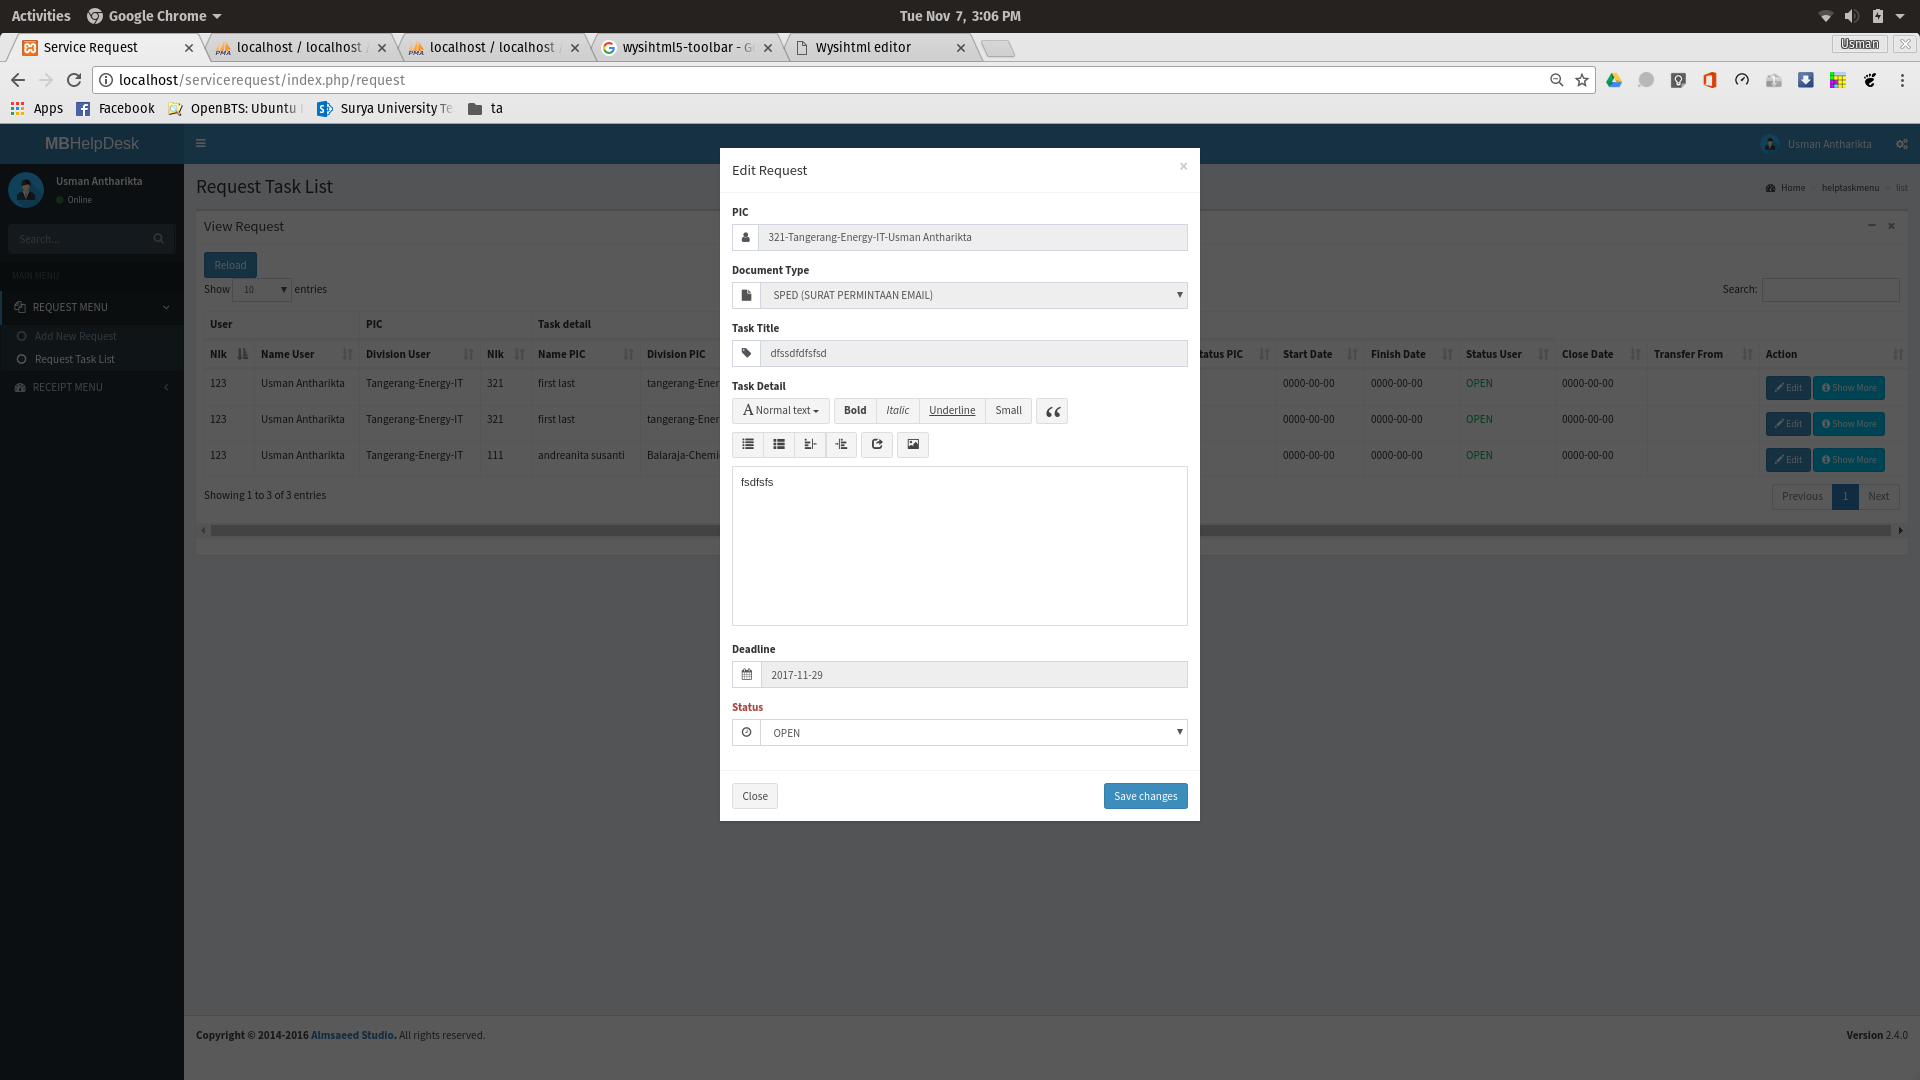 Activities Google Chrome Tue Nov 7, 3:06 PM
Service Request localhost / localhost localhost / localhost wysihtml5-toolbar - G Wysihtml editor Usman
localhost/servicerequest/index.php/request
Apps Facebook OpenBTS: Ubuntu Surya University Te ta
MBHelpDesk Usman Antharikta
Usman Antharikta
Online
Search...
MAIN MENU
REQUEST MENU
Add New Request
Request Task List
RECEIPT MENU
Request Task List Home helptaskmenu list
View Request
Reload
Show 10 entries Search:
User PIC Task detail
Nik Name User Division User Nik Name PIC Division PIC tatus PIC Start Date Finish Date Status User Close Date Transfer From Action
123 Usman Antharikta Tangerang-Energy-IT 321 first last tangerang-Ener 0000-00-00 0000-00-00 OPEN 0000-00-00 Edit Show More
123 Usman Antharikta Tangerang-Energy-IT 321 first last tangerang-Ener 0000-00-00 0000-00-00 OPEN 0000-00-00 Edit Show More
123 Usman Antharikta Tangerang-Energy-IT 111 andreanita susanti Balaraja-Chemi 0000-00-00 0000-00-00 OPEN 0000-00-00 Edit Show More
Showing 1 to 3 of 3 entries Previous 1 Next
Edit Request ×
PIC
321-Tangerang-Energy-IT-Usman Antharikta
Document Type
SPED (SURAT PERMINTAAN EMAIL)
Task Title
dfssdfdfsfsd
Task Detail
A Normal text Bold Italic Underline Small “
fsdfsfs
Deadline
2017-11-29
Status
OPEN
Close Save changes
Copyright © 2014-2016 Almsaeed Studio. All rights reserved. Version 2.4.0